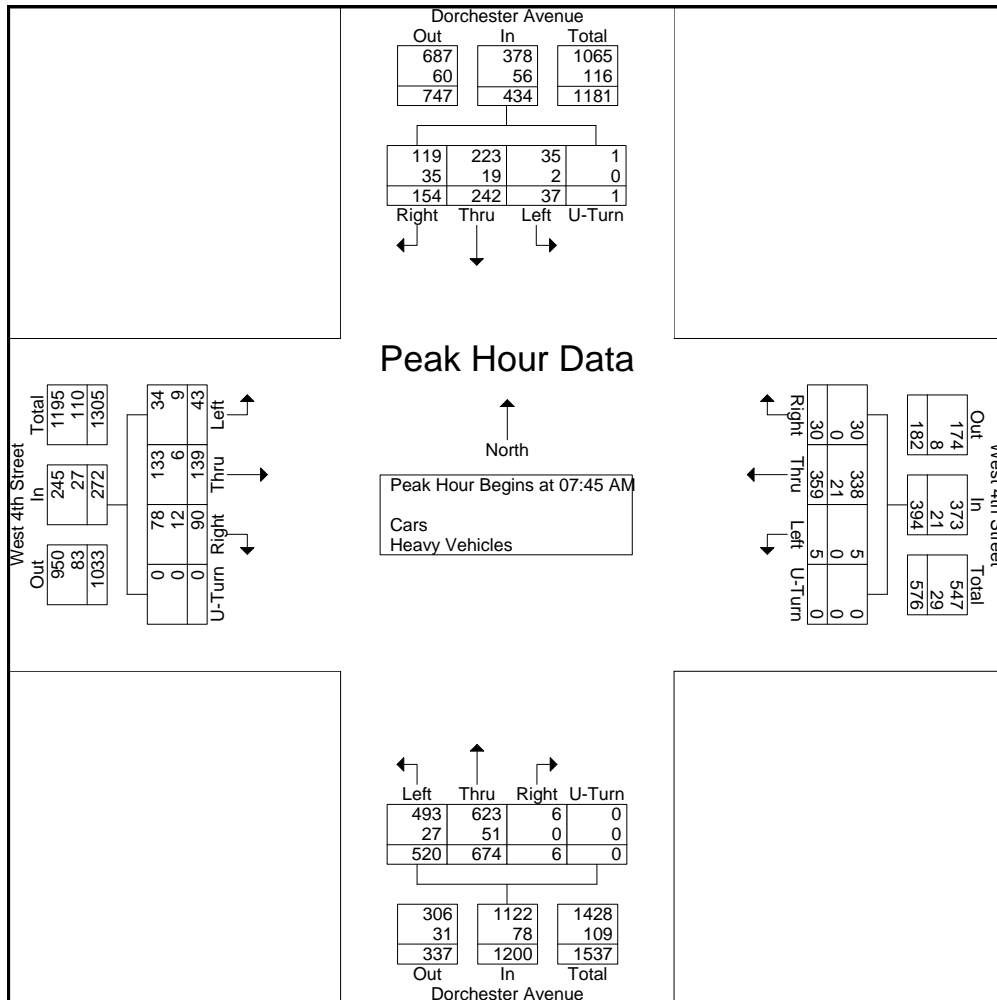 Dorchester Avenue
Out In Total
687 378 1065
60 56 116
747 434 1181
119 223 35 1
35 19 2 0
154 242 37 1
Right Thru Left U-Turn
West 4th Street
Out In Total
950 245 1195
83 27 110
1033 272 1305
0 78 133 34
0 12 6 9
0 90 139 43
U-Turn Right Thru Left
Peak Hour Data
North
Peak Hour Begins at 07:45 AM
Cars
Heavy Vehicles
West 4th Street
Out In Total
174 373 547
8 21 29
182 394 576
30 338 5 0
0 21 0 0
30 359 5 0
Right Thru Left U-Turn
Left Thru Right U-Turn
493 623 6 0
27 51 0 0
520 674 6 0
306 1122 1428
31 78 109
337 1200 1537
Out In Total
Dorchester Avenue